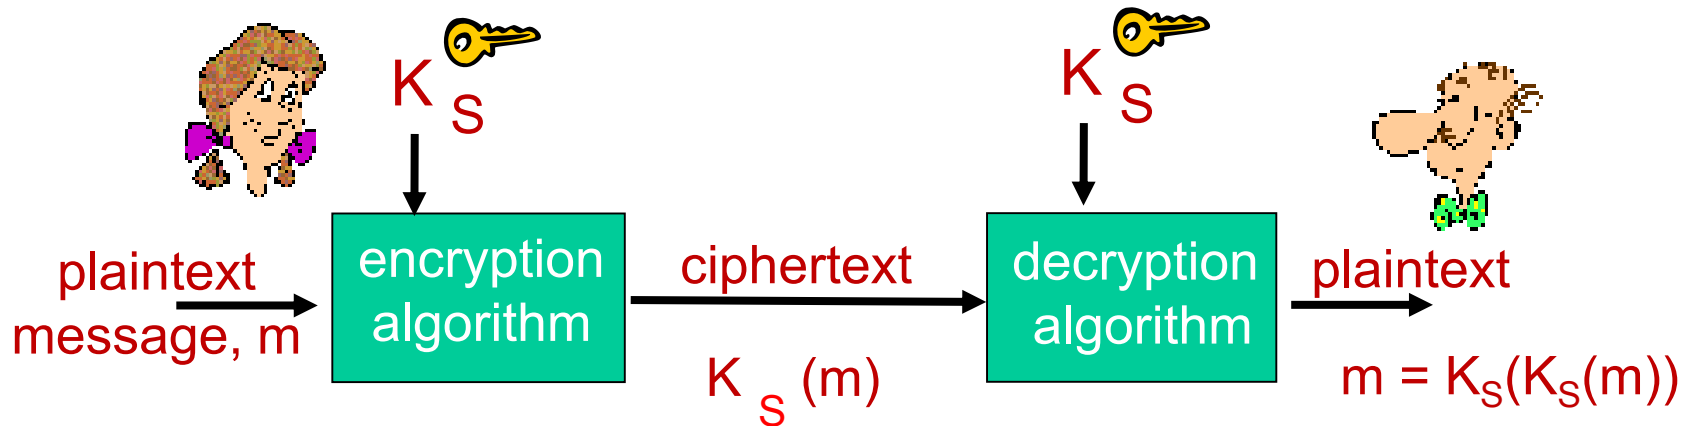 K S
K S
plaintext
message, m
encryption
algorithm
ciphertext
K S (m)
decryption
algorithm
plaintext
m = KS(KS(m))